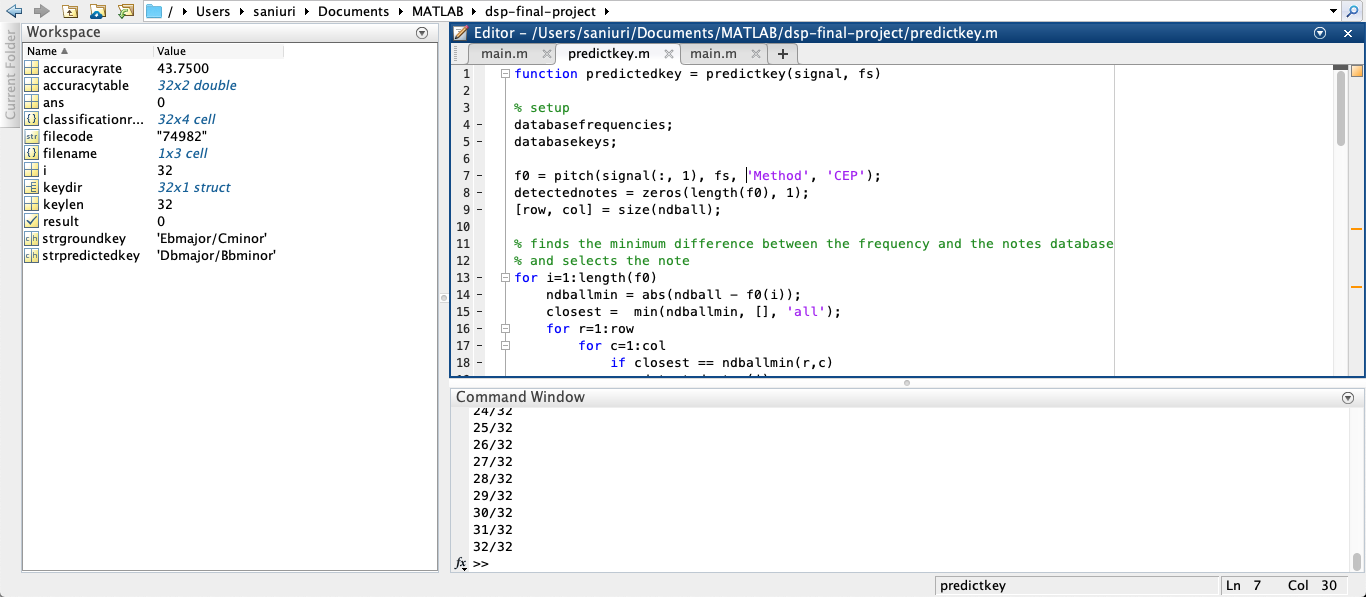 / ▸ Users ▸ saniuri ▸ Documents ▸ MATLAB ▸ dsp-final-project ▸
Current Folder
Workspace
Name ▲ Value
accuracyrate 43.7500
accuracytable 32x2 double
ans 0
classificationr... 32x4 cell
filecode "74982"
filename 1x3 cell
i 32
keydir 32x1 struct
keylen 32
result 0
strgroundkey 'Ebmajor/Cminor'
strpredictedkey 'Dbmajor/Bbminor'
Editor – /Users/saniuri/Documents/MATLAB/dsp-final-project/predictkey.m
main.m × predictkey.m × main.m × +
1 function predictedkey = predictkey(signal, fs)
2
3 % setup
4 – databasefrequencies;
5 – databasekeys;
6
7 – f0 = pitch(signal(:, 1), fs, 'Method', 'CEP');
8 – detectednotes = zeros(length(f0), 1);
9 – [row, col] = size(ndball);
10
11 % finds the minimum difference between the frequency and the notes database
12 % and selects the note
13 – for i=1:length(f0)
14 – ndballmin = abs(ndball - f0(i));
15 – closest =  min(ndballmin, [], 'all');
16 – for r=1:row
17 – for c=1:col
18 – if closest == ndballmin(r,c)
Command Window
24/32
25/32
26/32
27/32
28/32
29/32
30/32
31/32
32/32
fx >>
predictkey Ln 7 Col 30